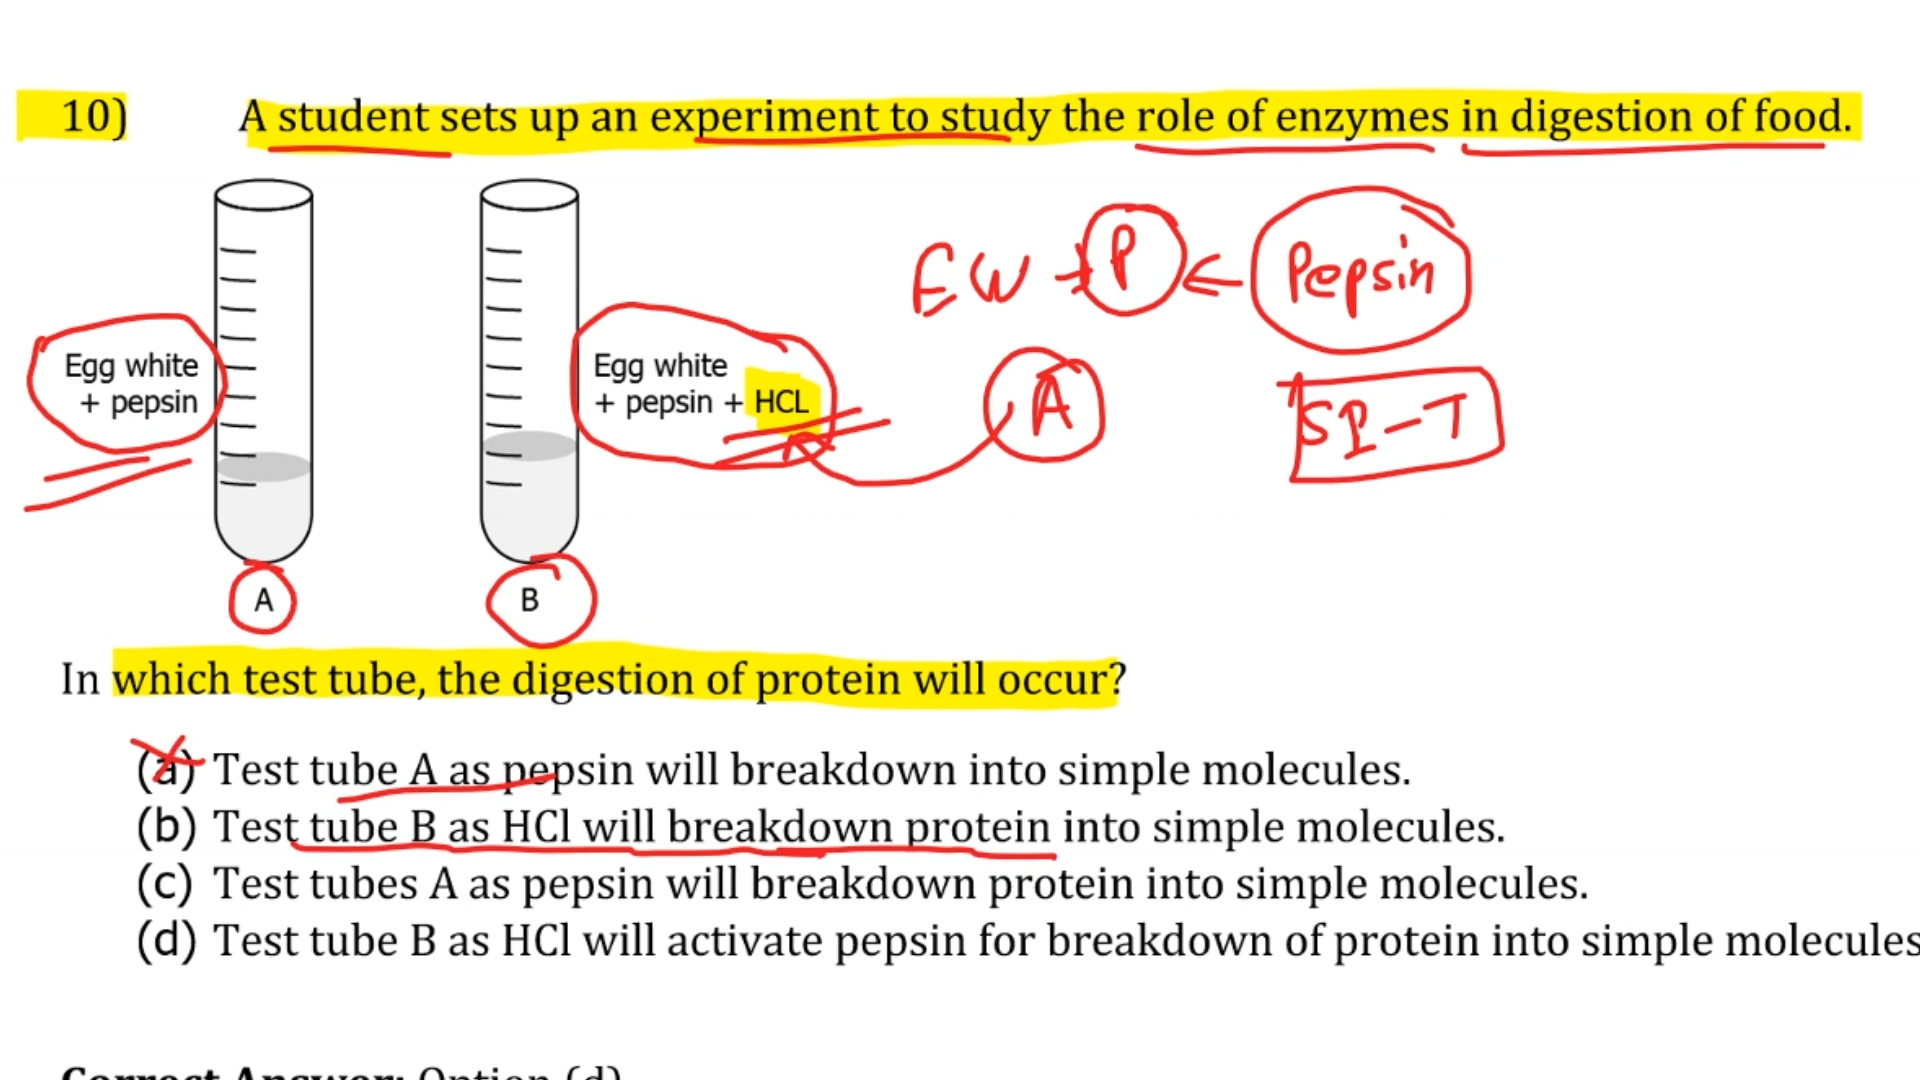 10) A student sets up an experiment to study the role of enzymes in digestion of food.
EW + P ← Pepsin
Egg white
+ pepsin
Egg white
+ pepsin + HCL
A
SP-T
A
B
In which test tube, the digestion of protein will occur?
(a) Test tube A as pepsin will breakdown into simple molecules.
(b) Test tube B as HCl will breakdown protein into simple molecules.
(c) Test tubes A as pepsin will breakdown protein into simple molecules.
(d) Test tube B as HCl will activate pepsin for breakdown of protein into simple molecules
Correct Answer: Option (d)